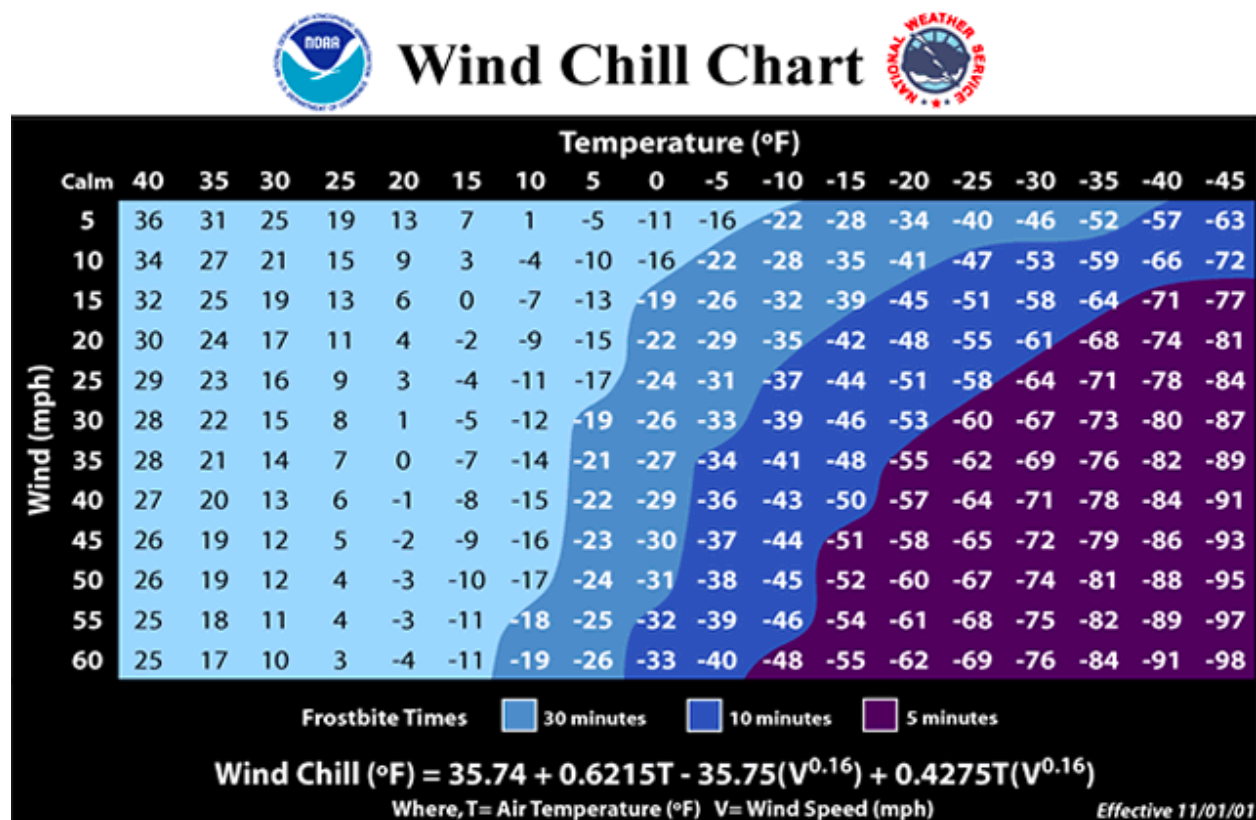 NOAA
NATIONAL OCEANIC AND ATMOSPHERIC ADMINISTRATION
U.S. DEPARTMENT OF COMMERCE
Wind Chill Chart
NATIONAL WEATHER SERVICE
Temperature (ºF)
Calm 40 35 30 25 20 15 10 5 0 -5 -10 -15 -20 -25 -30 -35 -40 -45
Wind (mph)
5 36 31 25 19 13 7 1 -5 -11 -16 -22 -28 -34 -40 -46 -52 -57 -63
10 34 27 21 15 9 3 -4 -10 -16 -22 -28 -35 -41 -47 -53 -59 -66 -72
15 32 25 19 13 6 0 -7 -13 -19 -26 -32 -39 -45 -51 -58 -64 -71 -77
20 30 24 17 11 4 -2 -9 -15 -22 -29 -35 -42 -48 -55 -61 -68 -74 -81
25 29 23 16 9 3 -4 -11 -17 -24 -31 -37 -44 -51 -58 -64 -71 -78 -84
30 28 22 15 8 1 -5 -12 -19 -26 -33 -39 -46 -53 -60 -67 -73 -80 -87
35 28 21 14 7 0 -7 -14 -21 -27 -34 -41 -48 -55 -62 -69 -76 -82 -89
40 27 20 13 6 -1 -8 -15 -22 -29 -36 -43 -50 -57 -64 -71 -78 -84 -91
45 26 19 12 5 -2 -9 -16 -23 -30 -37 -44 -51 -58 -65 -72 -79 -86 -93
50 26 19 12 4 -3 -10 -17 -24 -31 -38 -45 -52 -60 -67 -74 -81 -88 -95
55 25 18 11 4 -3 -11 -18 -25 -32 -39 -46 -54 -61 -68 -75 -82 -89 -97
60 25 17 10 3 -4 -11 -19 -26 -33 -40 -48 -55 -62 -69 -76 -84 -91 -98
Frostbite Times 30 minutes 10 minutes 5 minutes
Wind Chill (ºF) = 35.74 + 0.6215T - 35.75(V^0.16) + 0.4275T(V^0.16)
Where, T= Air Temperature (ºF) V= Wind Speed (mph) Effective 11/01/01